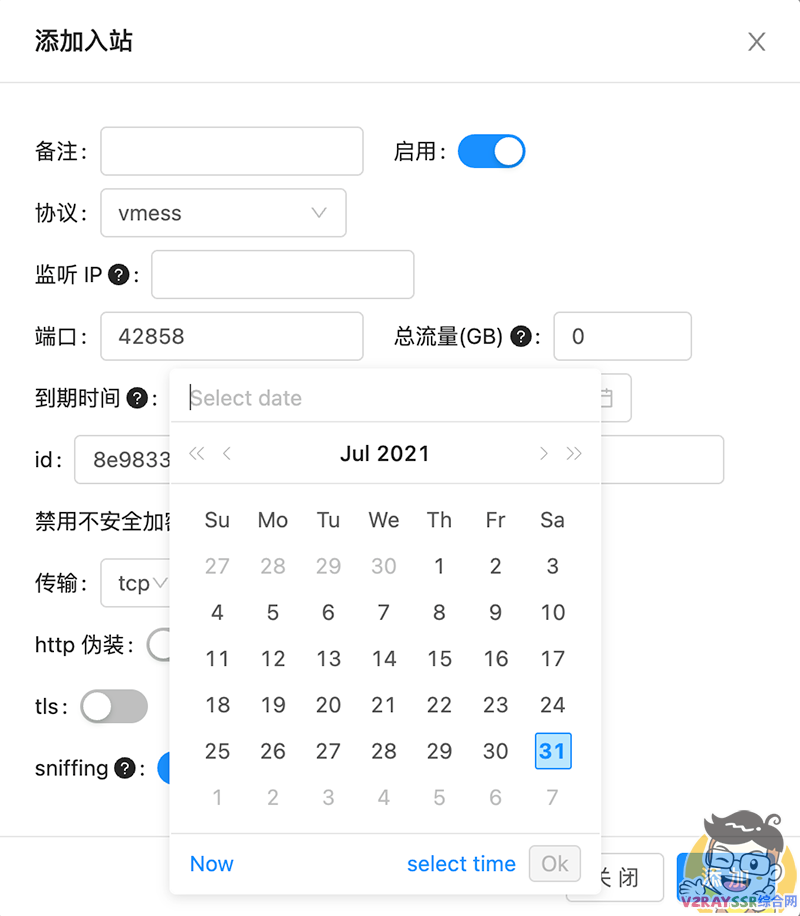 添加入站
备注:
启用:
协议:
vmess
监听 IP ? :
端口:
42858
总流量(GB) ? :
0
到期时间 ? :
Select date
Jul 2021
id:
8e9833
Su Mo Tu We Th Fr Sa
禁用不安全加密
27 28 29 30 1 2 3
传输:
tcp
4 5 6 7 8 9 10
http 伪装:
11 12 13 14 15 16 17
tls:
18 19 20 21 22 23 24
sniffing ? :
25 26 27 28 29 30 31
1 2 3 4 5 6 7
Now
select time
Ok
关 闭
添 加
V2RAYSSR综合网